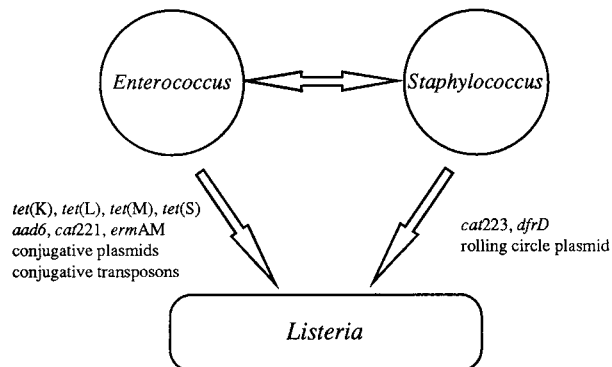 Enterococcus
Staphylococcus
tet(K), tet(L), tet(M), tet(S)
aad6, cat221, ermAM
conjugative plasmids
conjugative transposons
cat223, dfrD
rolling circle plasmid
Listeria